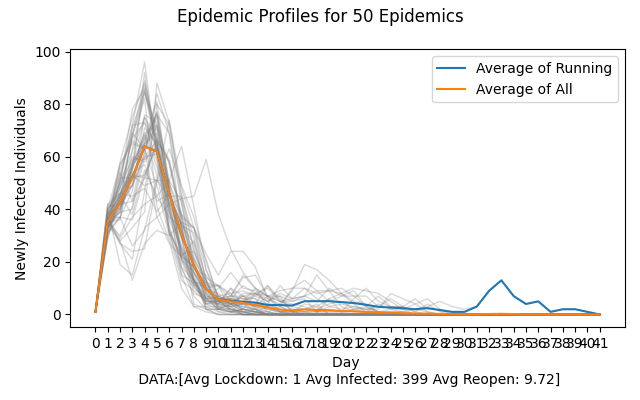 Epidemic Profiles for 50 Epidemics
Average of Running
Average of All
Newly Infected Individuals
100
80
60
40
20
0
0 1 2 3 4 5 6 7 8 9 10 11 12 13 14 15 16 17 18 19 20 21 22 23 24 25 26 27 28 29 30 31 32 33 34 35 36 37 38 39 40 41
Day
DATA:[Avg Lockdown: 1 Avg Infected: 399 Avg Reopen: 9.72]